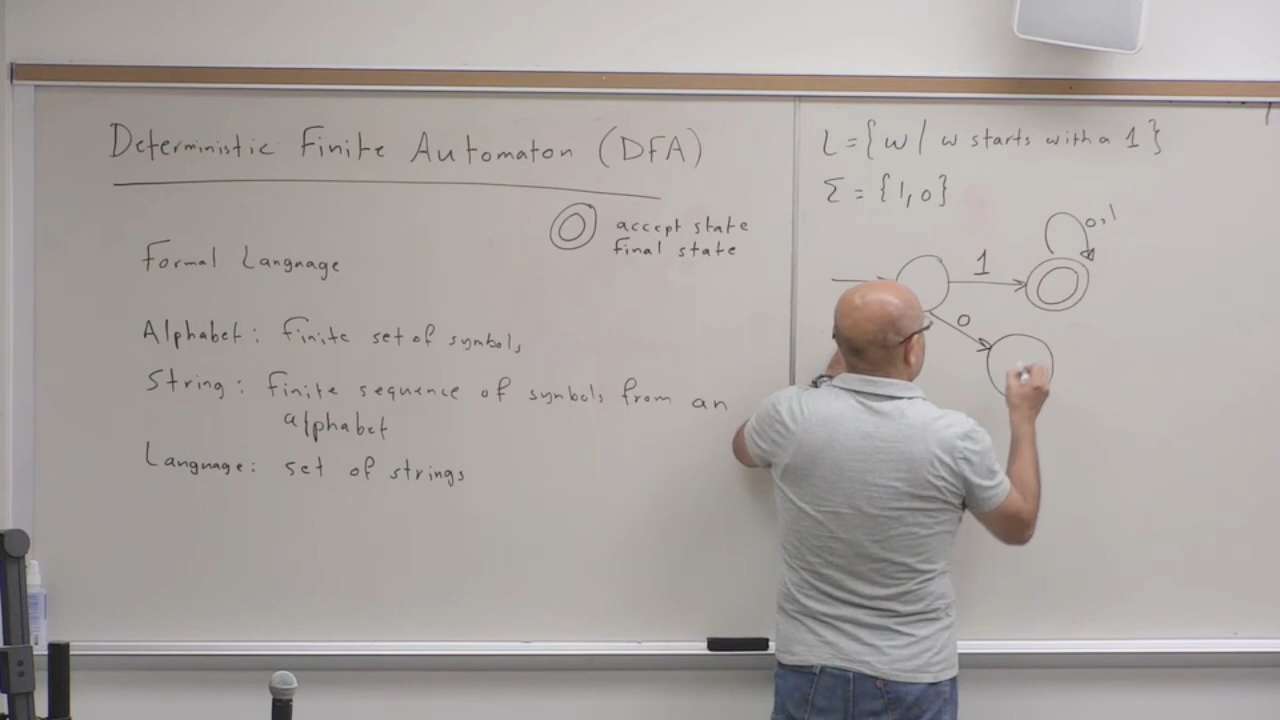 Deterministic Finite Automaton (DFA)
accept state
final state
Formal Language
Alphabet: finite set of symbols
String: finite sequence of symbols from an
alphabet
Language: set of strings
L = {w / w starts with a 1}
Σ = {1,0}
0,1
1
0